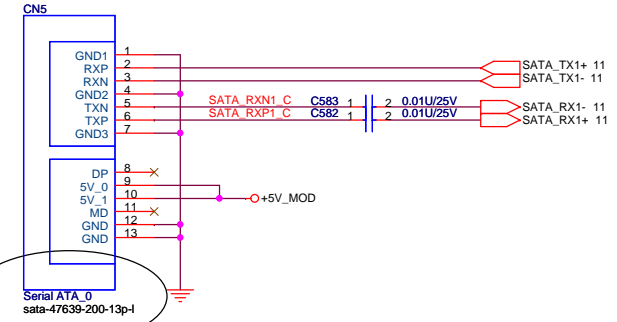 CN5
GND1 1
RXP 2 SATA_TX1+ 11
RXN 3 SATA_TX1- 11
GND2 4
TXN 5 SATA_RXN1_C C583 1 2 0.01U/25V SATA_RX1- 11
TXP 6 SATA_RXP1_C C582 1 2 0.01U/25V SATA_RX1+ 11
GND3 7
DP 8
5V_0 9
5V_1 10 +5V_MOD
MD 11
GND 12
GND 13
Serial ATA_0
sata-47639-200-13p-l